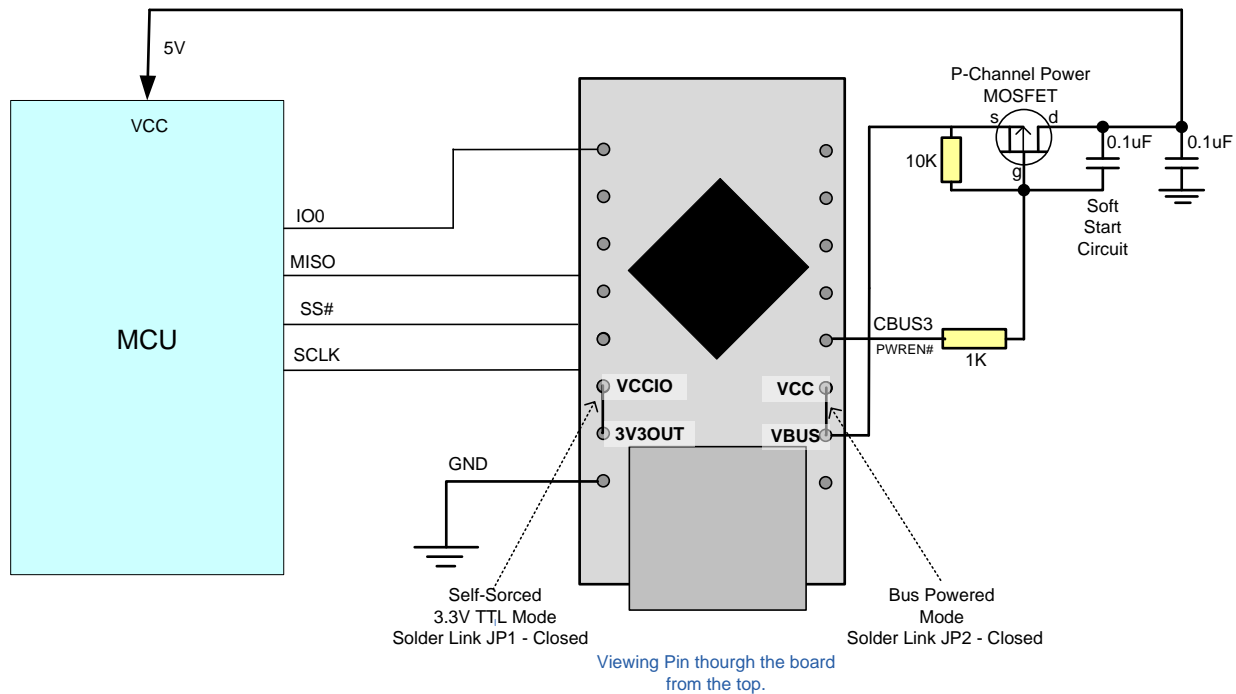 5V
VCC
IO0
MISO
SS#
SCLK
MCU
GND
VCCIO
3V3OUT
VCC
VBUS
CBUS3
PWREN#
1K
10K
P-Channel Power
MOSFET
s
d
g
0.1uF
0.1uF
Soft
Start
Circuit
Self-Sorced
3.3V TTL Mode
Solder Link JP1 - Closed
Bus Powered
Mode
Solder Link JP2 - Closed
Viewing Pin thourgh the board
from the top.